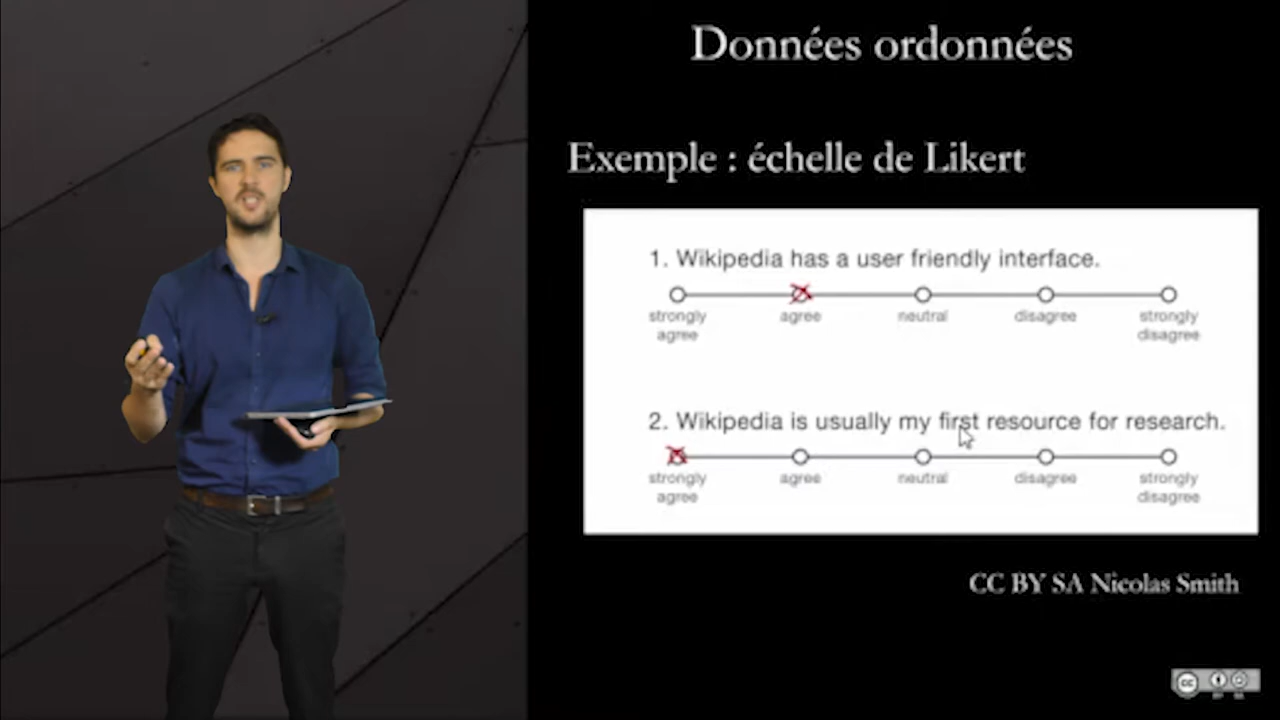 Données ordonnées
Exemple : échelle de Likert
1. Wikipedia has a user friendly interface.
strongly agree
agree
neutral
disagree
strongly disagree
2. Wikipedia is usually my first resource for research.
strongly agree
agree
neutral
disagree
strongly disagree
CC BY SA Nicolas Smith
cc